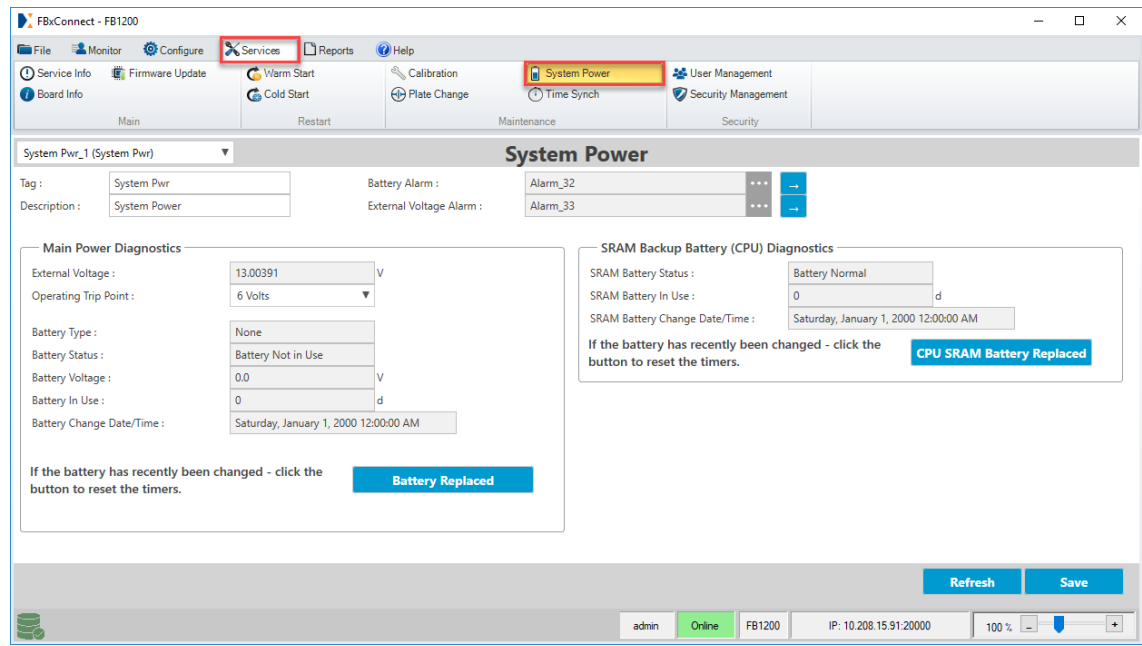 FBxConnect - FB1200
File Monitor Configure Services Reports Help
Service Info Firmware Update Warm Start Calibration System Power User Management
Board Info Cold Start Plate Change Time Synch Security Management
Main Restart Maintenance Security
System Pwr_1 (System Pwr) System Power
Tag : System Pwr Battery Alarm : Alarm_32
Description : System Power External Voltage Alarm : Alarm_33
Main Power Diagnostics
External Voltage : 13.00391 V
Operating Trip Point : 6 Volts
Battery Type : None
Battery Status : Battery Not in Use
Battery Voltage : 0.0 V
Battery In Use : 0 d
Battery Change Date/Time : Saturday, January 1, 2000 12:00:00 AM
If the battery has recently been changed - click the
button to reset the timers.
Battery Replaced
SRAM Backup Battery (CPU) Diagnostics
SRAM Battery Status : Battery Normal
SRAM Battery In Use : 0 d
SRAM Battery Change Date/Time : Saturday, January 1, 2000 12:00:00 AM
If the battery has recently been changed - click the
button to reset the timers.
CPU SRAM Battery Replaced
Refresh Save
admin Online FB1200 IP: 10.208.15.91:20000 100 % - +